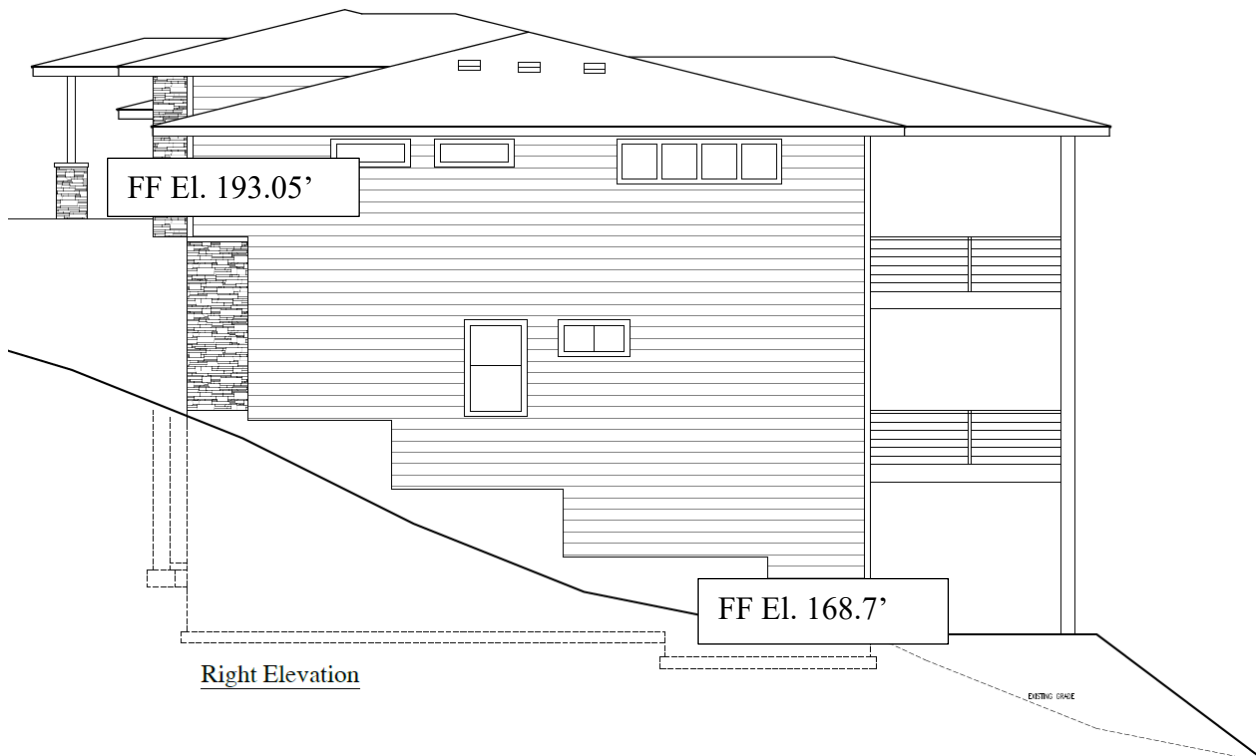 FF El. 193.05’
FF El. 168.7’
Right Elevation
EXISTING GRADE